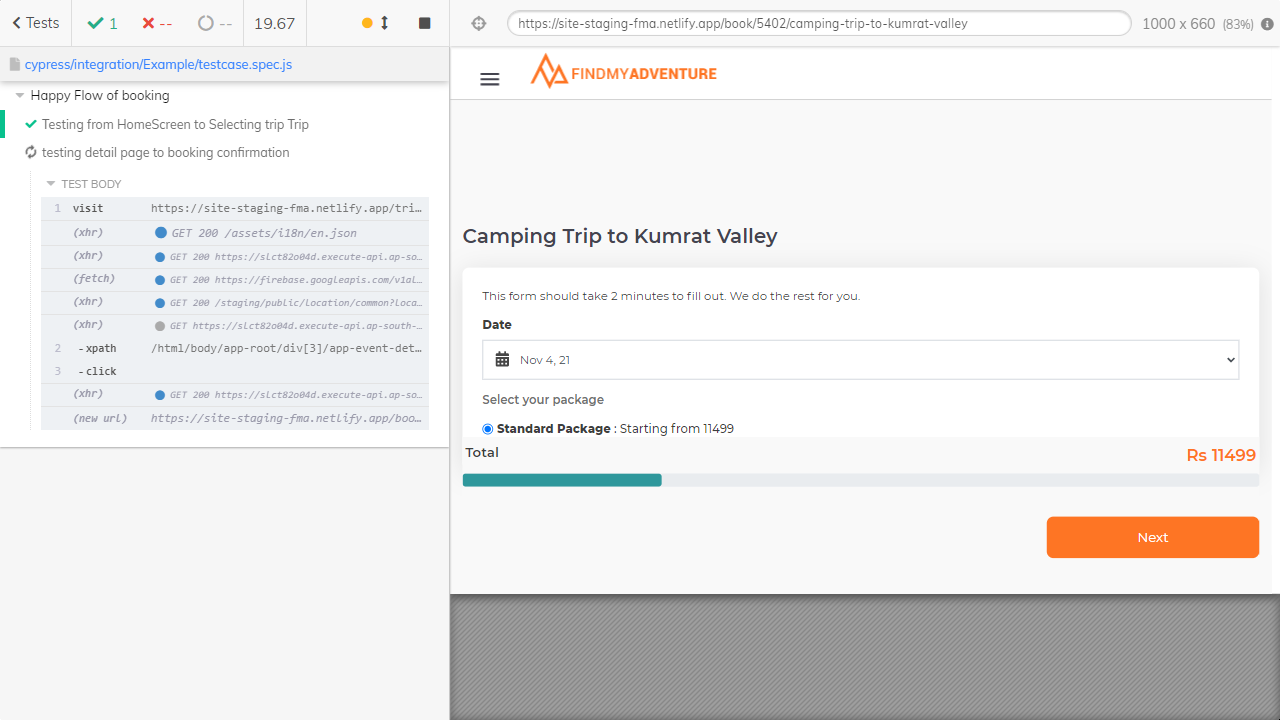 Tests 1 -- -- 19.67
https://site-staging-fma.netlify.app/book/5402/camping-trip-to-kumrat-valley 1000 x 660 (83%)
cypress/integration/Example/testcase.spec.js
Happy Flow of booking
Testing from HomeScreen to Selecting trip Trip
testing detail page to booking confirmation
TEST BODY
1 visit https://site-staging-fma.netlify.app/tri…
(xhr) GET 200 /assets/i18n/en.json
(xhr) GET 200 https://slct82o04d.execute-api.ap-so…
(fetch) GET 200 https://firebase.googleapis.com/v1al…
(xhr) GET 200 /staging/public/location/common?Loca…
(xhr) GET https://slct82o04d.execute-api.ap-south-…
2 -xpath /html/body/app-root/div[3]/app-event-det…
3 -click
(xhr) GET 200 https://slct82o04d.execute-api.ap-so…
(new url) https://site-staging-fma.netlify.app/boo…
FINDMYADVENTURE
Camping Trip to Kumrat Valley
This form should take 2 minutes to fill out. We do the rest for you.
Date
Nov 4, 21
Select your package
Standard Package : Starting from 11499
Total Rs 11499
Next